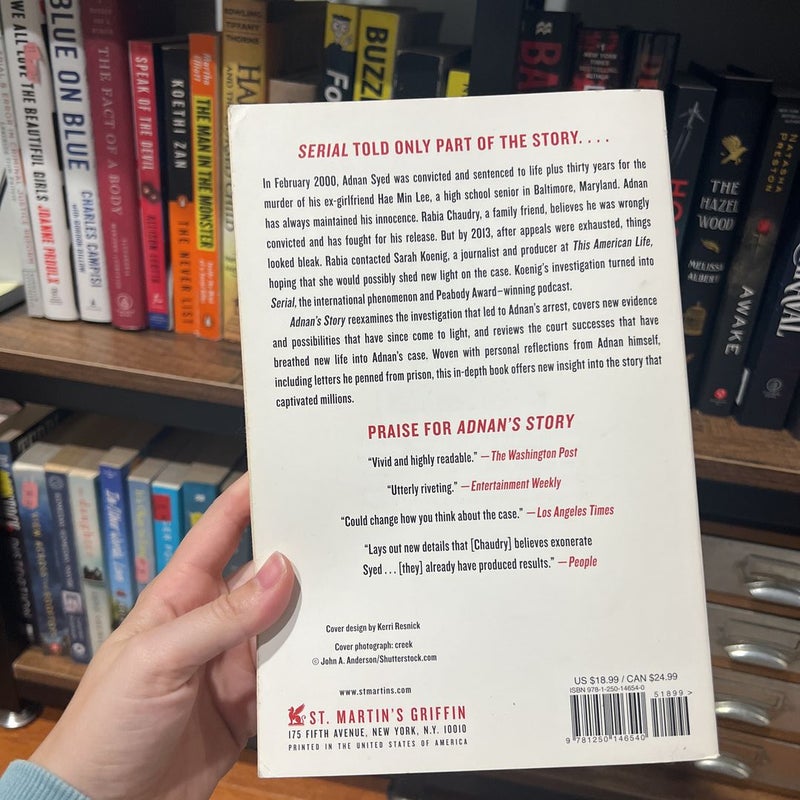 SERIAL TOLD ONLY PART OF THE STORY. . . .
In February 2000, Adnan Syed was convicted and sentenced to life plus thirty years for the
murder of his ex-girlfriend Hae Min Lee, a high school senior in Baltimore, Maryland. Adnan
has always maintained his innocence. Rabia Chaudry, a family friend, believes he was wrongly
convicted and has fought for his release. But by 2013, after appeals were exhausted, things
looked bleak. Rabia contacted Sarah Koenig, a journalist and producer at This American Life,
hoping that she would possibly shed new light on the case. Koenig's investigation turned into
Serial, the international phenomenon and Peabody Award–winning podcast.
Adnan's Story reexamines the investigation that led to Adnan's arrest, covers new evidence
and possibilities that have since come to light, and reviews the court successes that have
breathed new life into Adnan's case. Woven with personal reflections from Adnan himself,
including letters he penned from prison, this in-depth book offers new insight into the story that
captivated millions.
PRAISE FOR ADNAN'S STORY
"Vivid and highly readable." —The Washington Post
"Utterly riveting." —Entertainment Weekly
"Could change how you think about the case." —Los Angeles Times
"Lays out new details that [Chaudry] believes exonerate
Syed . . . [they] already have produced results." —People
Cover design by Kerri Resnick
Cover photograph: creek
© John A. Anderson/Shutterstock.com
www.stmartins.com
ST. MARTIN'S GRIFFIN
175 FIFTH AVENUE, NEW YORK, N.Y. 10010
PRINTED IN THE UNITED STATES OF AMERICA
US $18.99 / CAN $24.99
ISBN 978-1-250-14654-0
51899 >
9 781250 146540
WE ALL LOVE THE BEAUTIFUL GIRLS JOANNE PROULX
BLUE ON BLUE CHARLES CAMPISI
THE FACT OF A BODY
SPEAK OF THE DEVIL
KOETHI ZAN THE NEVER LIST
THE MAN IN THE MONSTER
ROWLING
TIFFANY
THORNE
BUZZ
THE
HAZEL
WOOD
MELISSA
ALBERT
AWAKE
NATASHA
PRESTON